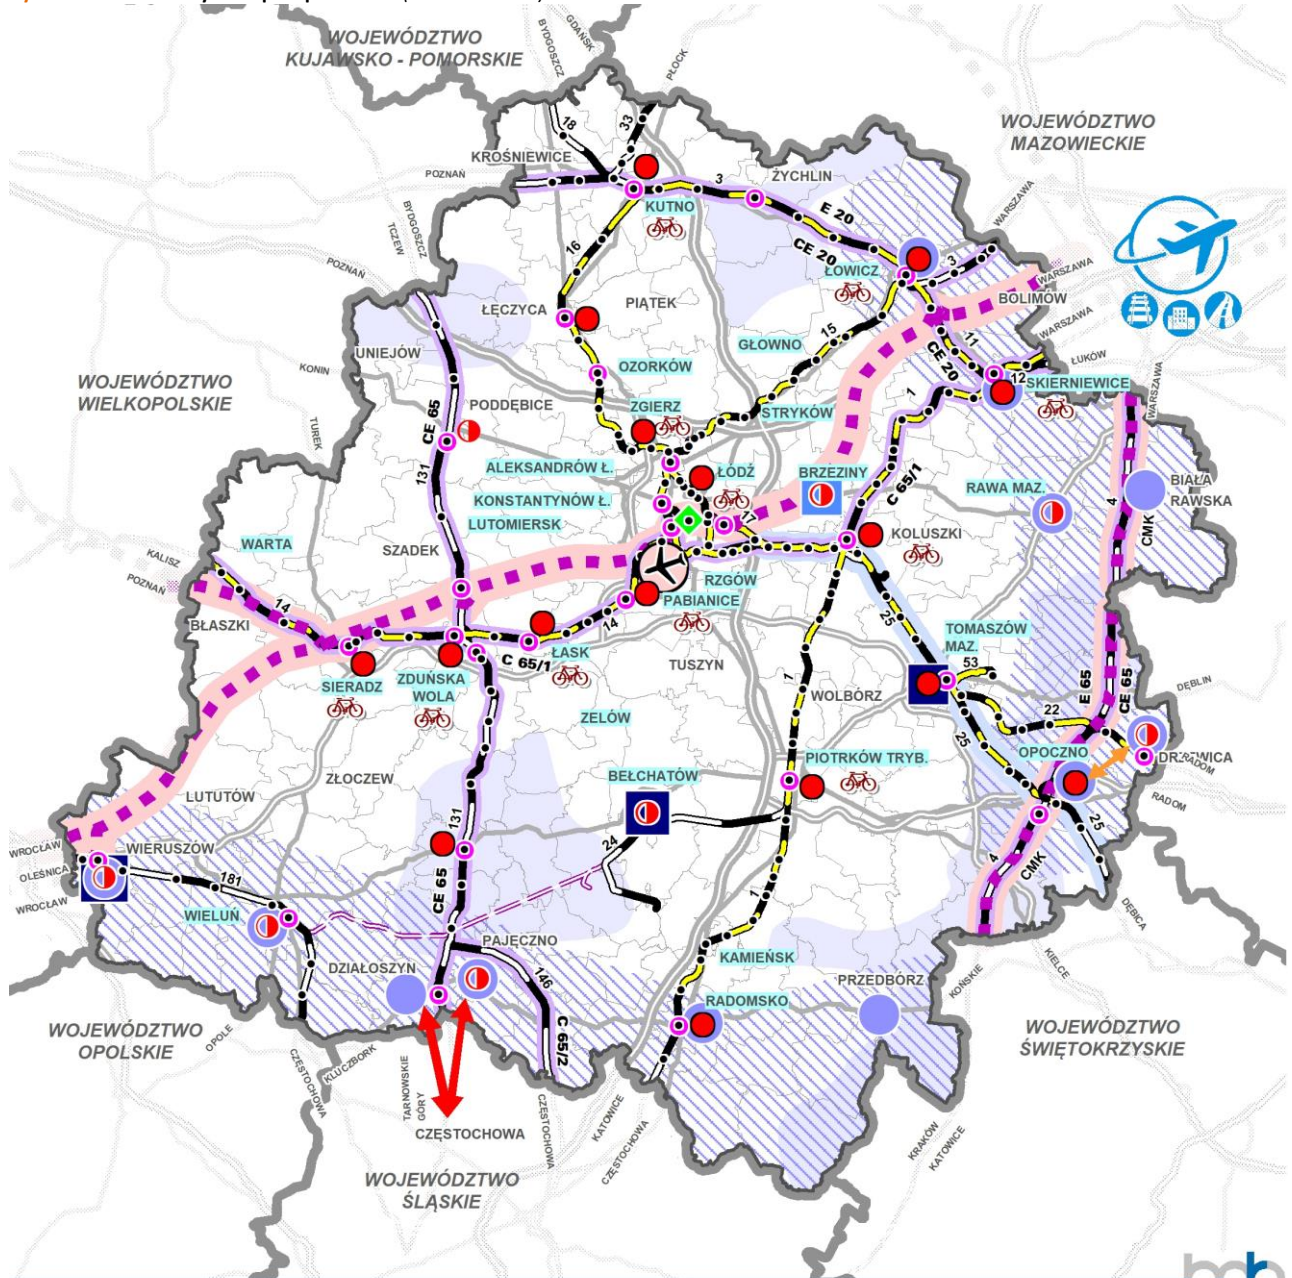 WOJEWÓDZTWO
KUJAWSKO - POMORSKIE
BYDGOSZCZ
GDAŃSK
PŁOCK
WOJEWÓDZTWO
MAZOWIECKIE
18
33
KROŚNIEWICE
POZNAŃ
KUTNO
3
ŻYCHLIN
E 20
CE 20
WARSZAWA
BYDGOSZCZ
TCZEW
POZNAŃ
16
ŁOWICZ
3
WARSZAWA
BOLIMÓW
ŁĘCZYCA
PIĄTEK
15
11
CE 20
WARSZAWA
UNIEJÓW
GŁOWNO
ŁUKÓW
KONIN
OZORKÓW
12
SKIERNIEWICE
WARSZAWA
WOJEWÓDZTWO
WIELKOPOLSKIE
CE 65
PODDĘBICE
ZGIERZ
STRYKÓW
1
TUREK
131
ALEKSANDRÓW Ł.
ŁÓDŹ
BRZEZINY
C 65/1
RAWA MAZ.
4
BIAŁA
RAWSKA
KONSTANTYNÓW Ł.
17
CMK
LUTOMIERSK
KOLUSZKI
WARTA
SZADEK
KALISZ
POZNAŃ
RZGÓW
PABIANICE
14
BŁASZKI
14
25
TOMASZÓW
MAZ.
ŁASK
C 65/1
TUSZYN
53
SIERADZ
ZDUŃSKA
WOLA
1
WOLBÓRZ
E 65
CE 65
DĘBLIN
ZELÓW
22
25
OPOCZNO
DRZEWICA
RADOM
PIOTRKÓW TRYB.
ZŁOCZEW
BEŁCHATÓW
RADOM
LUTUTÓW
131
25
WROCŁAW
WIERUSZÓW
24
4
CMK
OLEŚNICA
181
CE 65
1
WROCŁAW
WIELUŃ
DĘBICA
PAJĘCZNO
KAMIEŃSK
KIELCE
KOŃSKIE
DZIAŁOSZYN
146
PRZEDBÓRZ
RADOMSKO
WOJEWÓDZTWO
OPOLSKIE
OPOLE
C 65/2
WOJEWÓDZTWO
ŚWIĘTOKRZYSKIE
CZĘSTOCHOWA
KLUCZBORK
TARNOWSKIE
GÓRY
KATOWICE
CZĘSTOCHOWA
CZĘSTOCHOWA
CZĘSTOCHOWA
KRAKÓW
KATOWICE
WOJEWÓDZTWO
ŚLĄSKIE